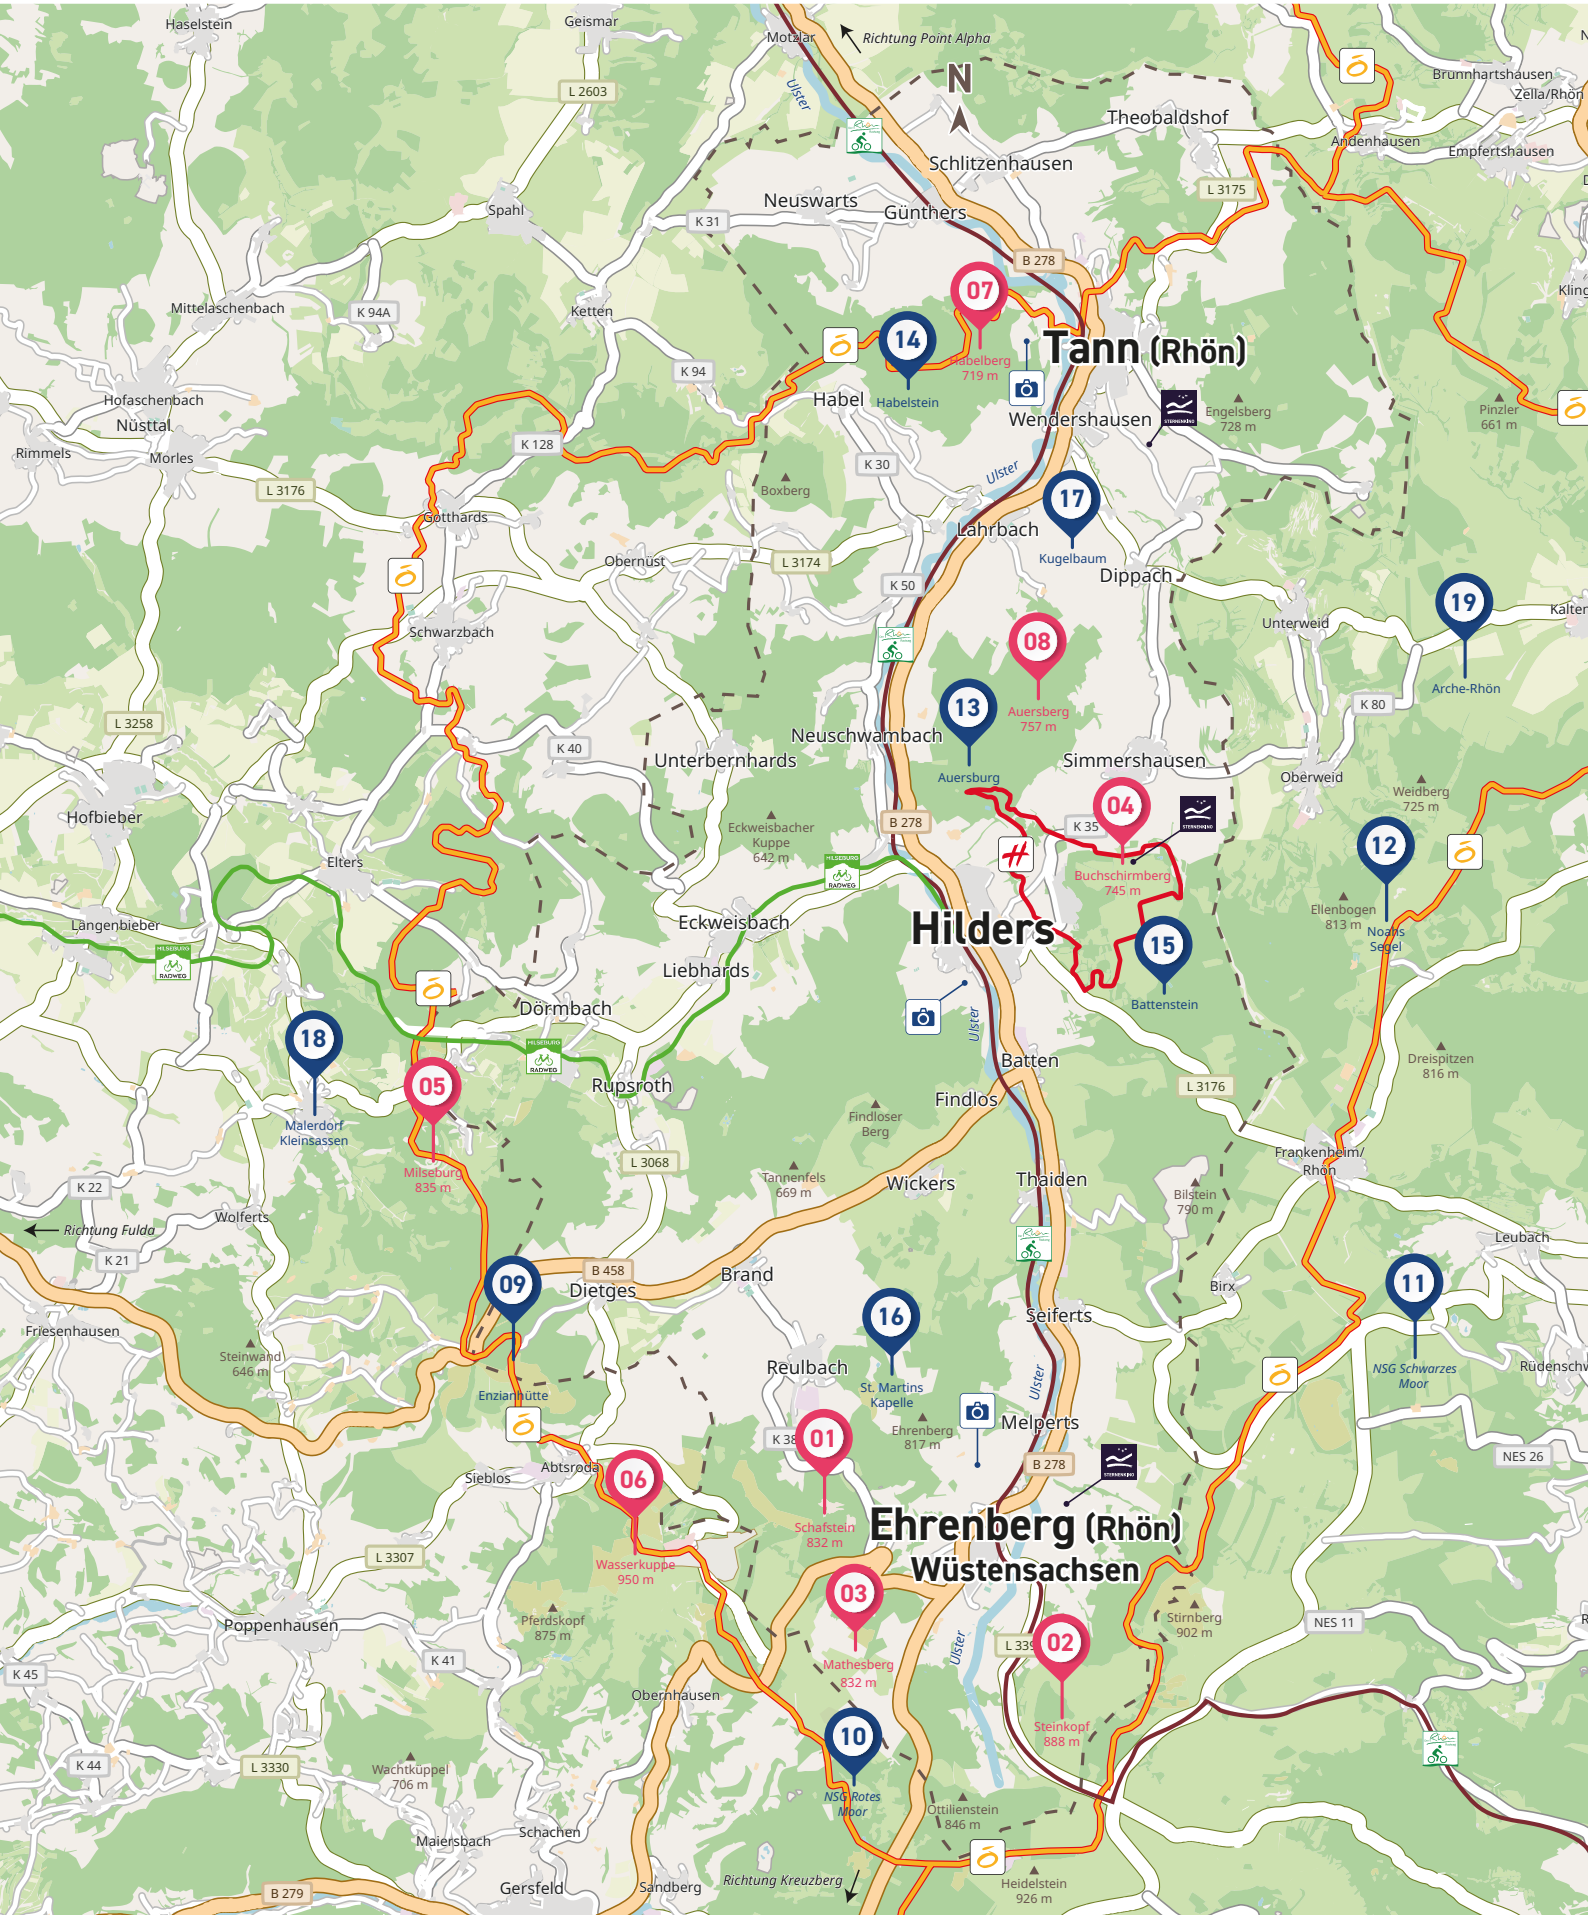 Haselstein
Geismar
Motzlar
Richtung Point Alpha
N
L 2603
Ulster
Brunnhartshausen
Zella/Rhön
Theobaldshof
Andenhausen
Empfertshausen
Schlitzenhausen
L 3175
Neuswarts
Günthers
Spahl
K 31
B 278
07
Mittelaschenbach
K 94A
Ketten
14
Tann (Rhön)
Habelberg
719 m
K 94
Habel
Habelstein
Hofaschenbach
Nüsttal
Wendershausen
STERNENKINO
Engelsberg
728 m
Pinzler
661 m
Rimmels
Morles
K 128
K 30
Ulster
L 3176
Boxberg
17
Gotthards
Lahrbach
Obernüst
L 3174
Kugelbaum
Dippach
K 50
19
Schwarzbach
Unterweid
08
Arche-Rhön
L 3258
13
Auersberg
757 m
K 80
K 40
Neuschwambach
Unterbernhards
Simmershausen
Auersburg
Oberweid
Weidberg
725 m
Hofbieber
04
B 278
K 35
STERNENKINO
Eckweisbacher
Kuppe
642 m
12
Elters
MILSEBURG
RADWEG
Buchschirmberg
745 m
Ellenbogen
813 m
Noahs
Segel
Langenbieber
Eckweisbach
Hilders
15
MILSEBURG
RADWEG
Liebhards
Battenstein
Dörmbach
Ulster
18
MILSEBURG
RADWEG
Batten
Dreispitzen
816 m
05
Rupsroth
L 3176
Findlos
Malerdorf
Kleinsassen
Findloser
Berg
Milseburg
835 m
L 3068
Frankenheim/
Rhön
K 22
Tannenfels
669 m
Wickers
Thaiden
Bilstein
790 m
Wolferts
Richtung Fulda
Leubach
K 21
B 458
Brand
Dietges
09
Birx
11
16
Seiferts
Friesenhausen
Steinwand
646 m
Reulbach
Ulster
NSG Schwarzes
Moor
Enzianhütte
St. Martins
Kapelle
Ehrenberg
817 m
Melperts
01
K 38
Abtsroda
Sieblos
06
B 278
STERNENKINO
NES 26
Schafstein
832 m
Ehrenberg (Rhön)
Wüstensachsen
L 3307
Wasserkuppe
950 m
03
Poppenhausen
Pferdskopf
875 m
Stirnberg
902 m
NES 11
Ulster
02
K 41
K 45
Mathesberg
832 m
Obernhausen
Steinkopf
888 m
10
K 44
L 3330
Wachtküppel
706 m
NSG Rotes
Moor
Ottilienstein
846 m
Maiersbach
Schachen
Richtung Kreuzberg
Heidelstein
926 m
B 279
Gersfeld
Sandberg